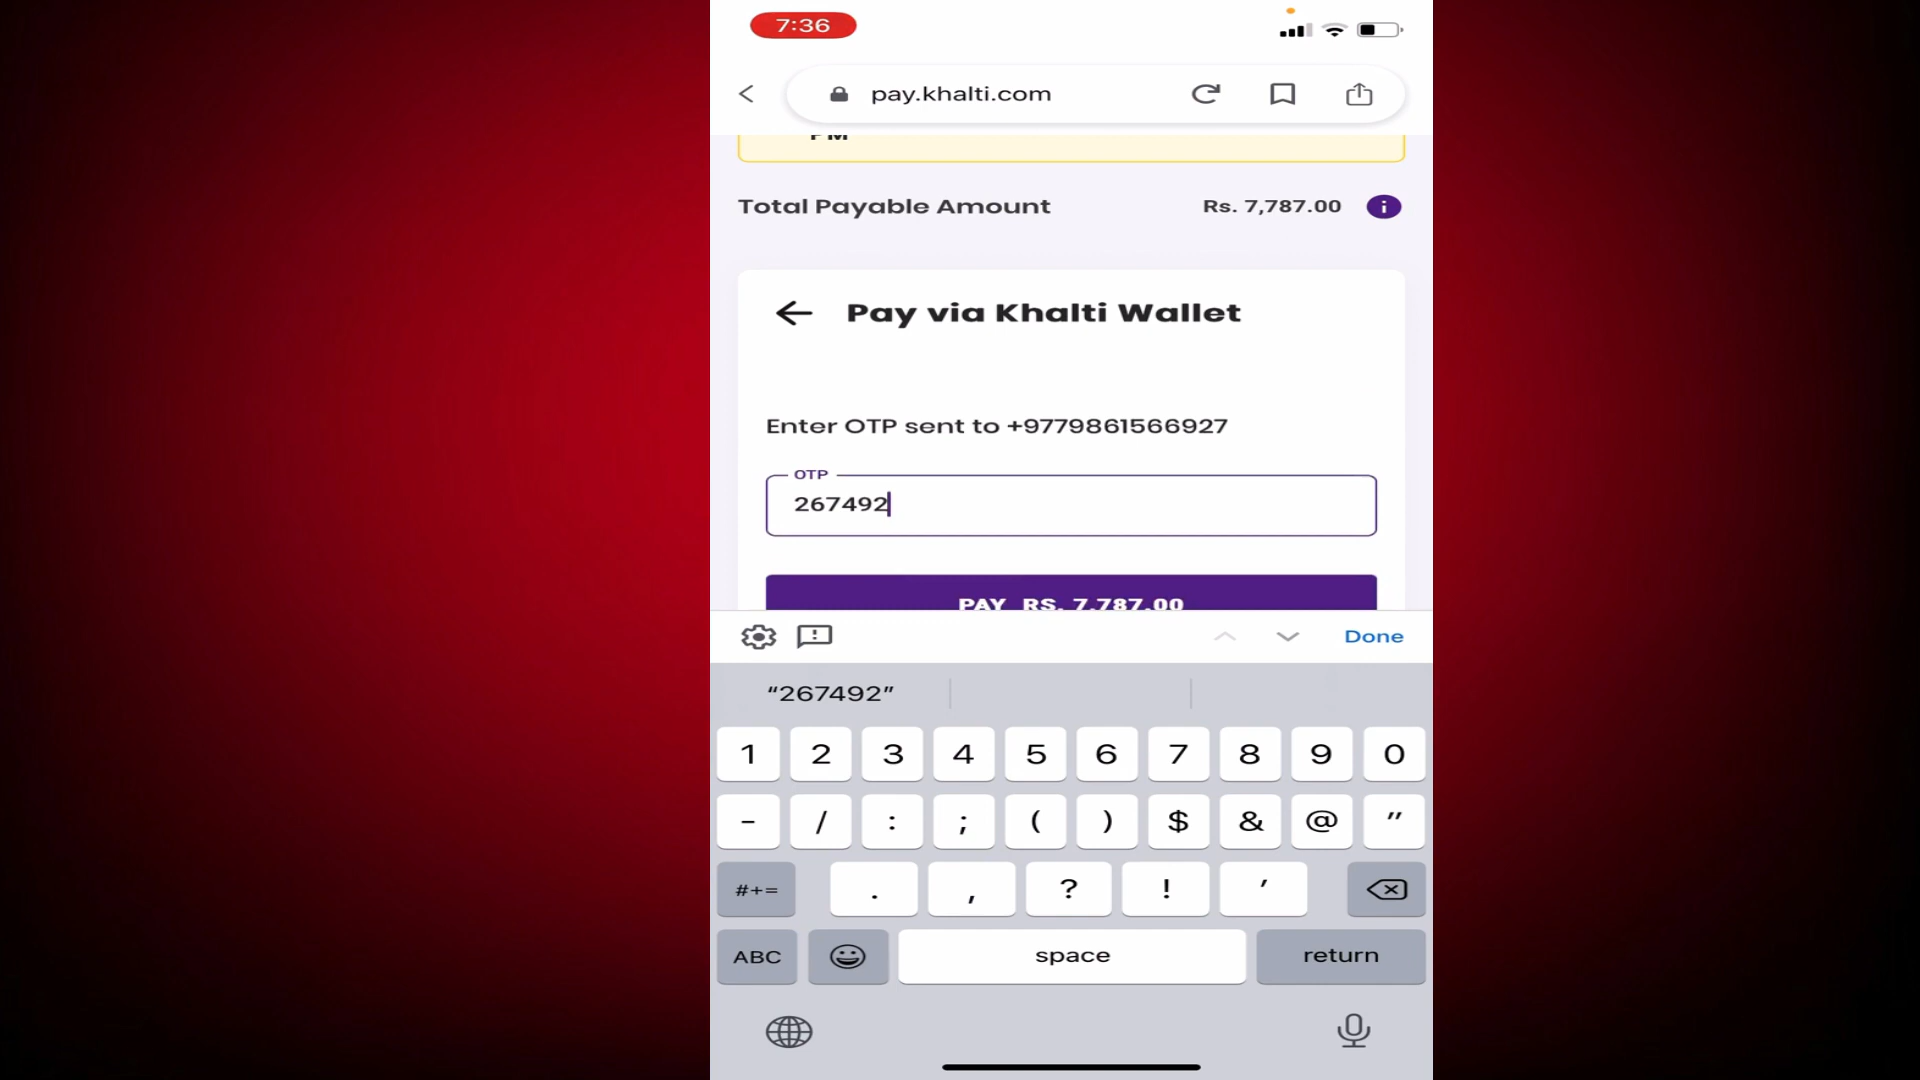 7:36
pay.khalti.com
PM
Total Payable Amount Rs. 7,787.00 i
Pay via Khalti Wallet
Enter OTP sent to +9779861566927
OTP
267492
PAY RS. 7,787.00
Done
“267492”
1 2 3 4 5 6 7 8 9 0
- / : ; ( ) $ & @ "
#+= . , ? ! '
ABC space return